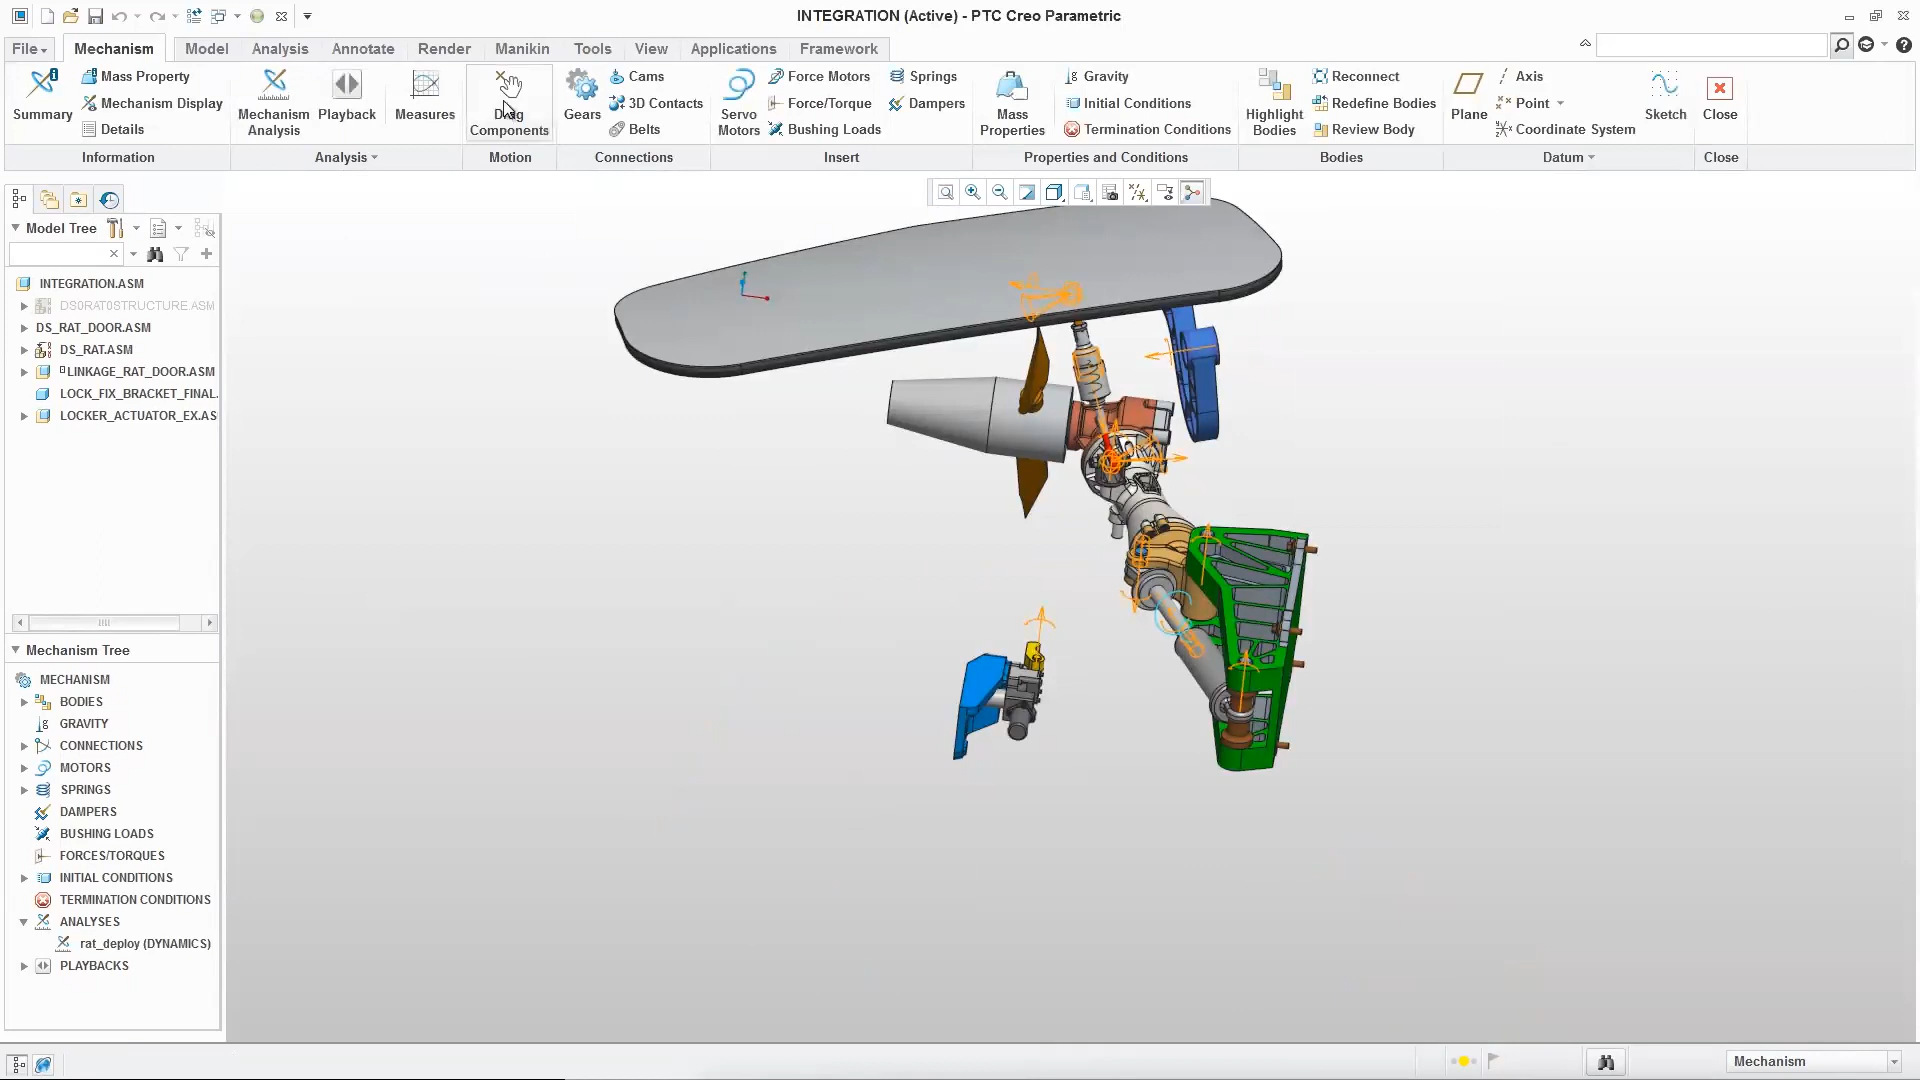 INTEGRATION (Active) - PTC Creo Parametric
File Mechanism Model Analysis Annotate Render Manikin Tools View Applications Framework
Summary
Mass Property
Mechanism Display
Details
Information
Mechanism Analysis
Playback
Measures
Analysis
Drag Components
Motion
Gears
Cams
3D Contacts
Belts
Connections
Servo Motors
Force Motors
Force/Torque
Bushing Loads
Springs
Dampers
Insert
Mass Properties
Gravity
Initial Conditions
Termination Conditions
Properties and Conditions
Highlight Bodies
Reconnect
Redefine Bodies
Review Body
Bodies
Plane
Axis
Point
Coordinate System
Sketch
Datum
Close
Close
Model Tree
INTEGRATION.ASM
DS0RAT0STRUCTURE.ASM
DS_RAT_DOOR.ASM
DS_RAT.ASM
LINKAGE_RAT_DOOR.ASM
LOCK_FIX_BRACKET_FINAL.
LOCKER_ACTUATOR_EX.AS
Mechanism Tree
MECHANISM
BODIES
GRAVITY
CONNECTIONS
MOTORS
SPRINGS
DAMPERS
BUSHING LOADS
FORCES/TORQUES
INITIAL CONDITIONS
TERMINATION CONDITIONS
ANALYSES
rat_deploy (DYNAMICS)
PLAYBACKS
Mechanism